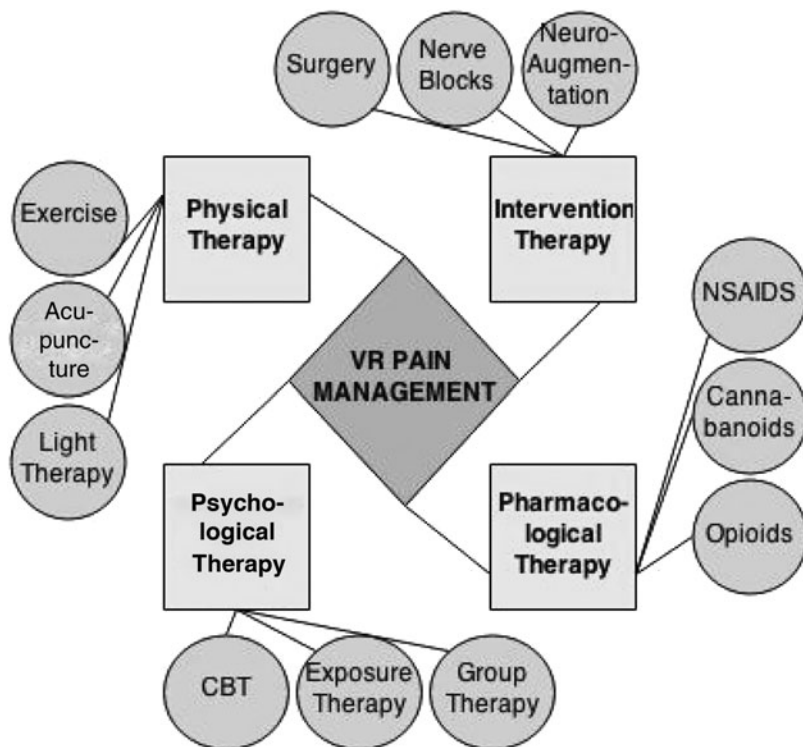 Surgery
Nerve
Blocks
Neuro-
Augmen-
tation
Physical
Therapy
Intervention
Therapy
Exercise
Acu-
punc-
ture
Light
Therapy
VR PAIN
MANAGEMENT
NSAIDS
Canna-
banoids
Opioids
Psycho-
logical
Therapy
Pharmaco-
logical
Therapy
CBT
Exposure
Therapy
Group
Therapy